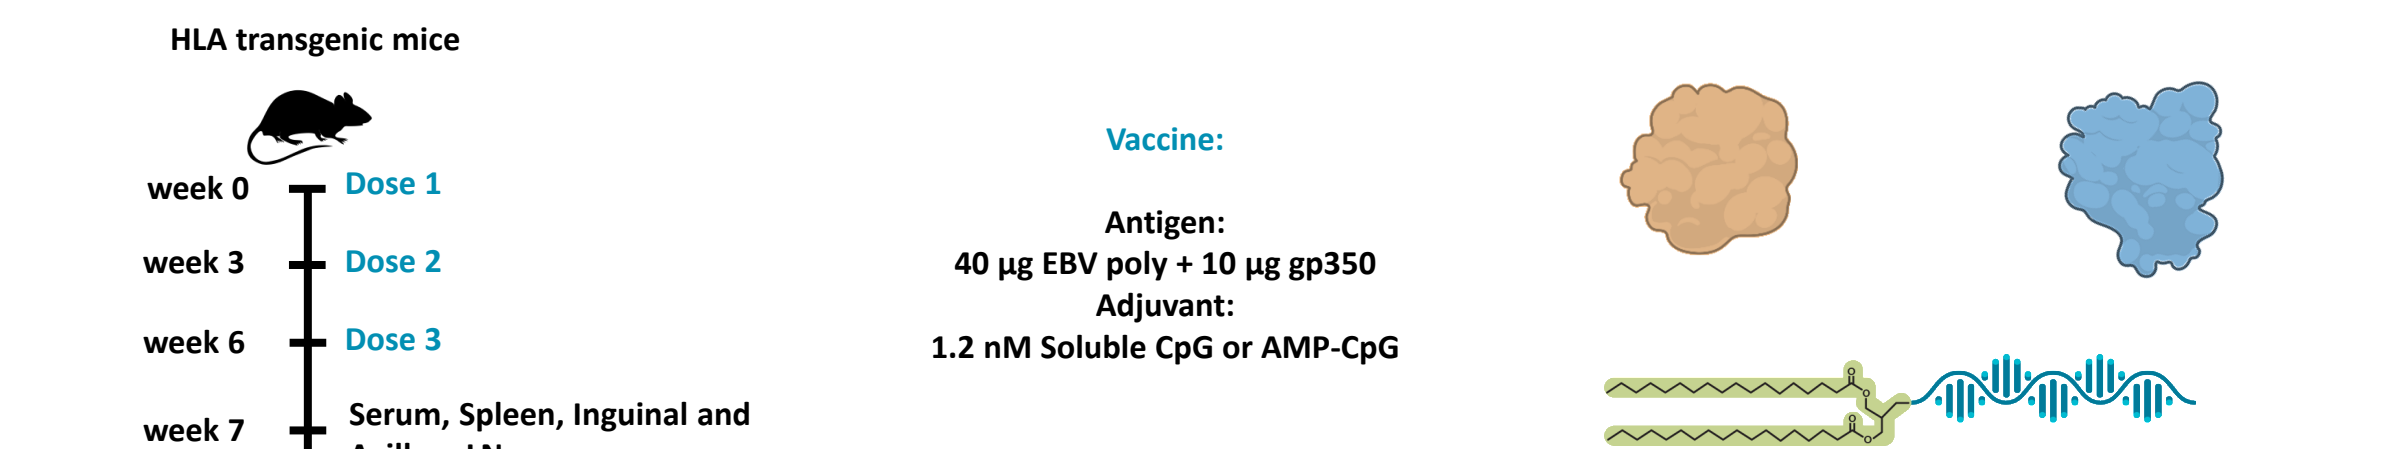 HLA transgenic mice
week 0 Dose 1
week 3 Dose 2
week 6 Dose 3
week 7 Serum, Spleen, Inguinal and
Vaccine:
Antigen:
40 µg EBV poly + 10 µg gp350
Adjuvant:
1.2 nM Soluble CpG or AMP-CpG
O
O
O
O